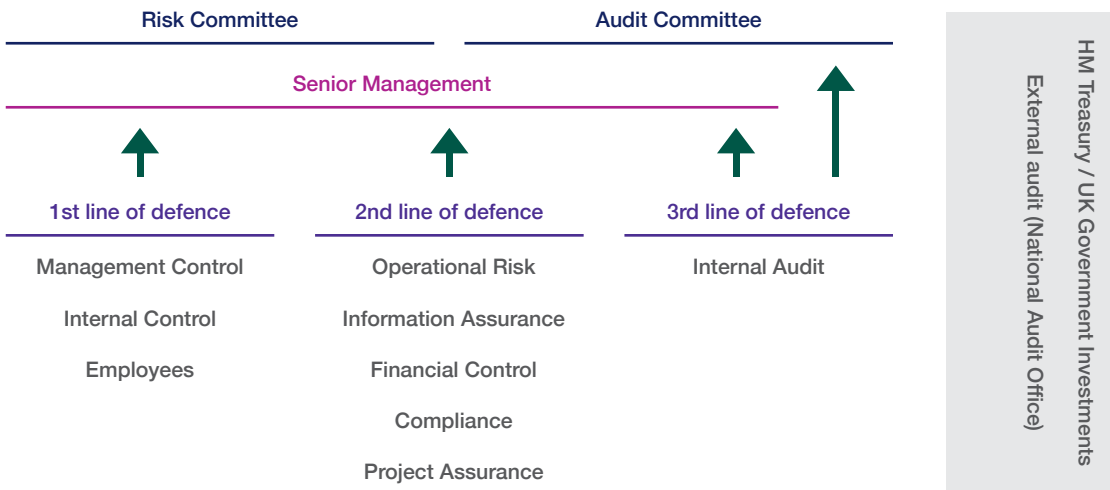 Risk Committee
Audit Committee
Senior Management
1st line of defence
2nd line of defence
3rd line of defence
Management Control
Operational Risk
Internal Audit
Internal Control
Information Assurance
Employees
Financial Control
Compliance
Project Assurance
HM Treasury / UK Government Investments
External audit (National Audit Office)